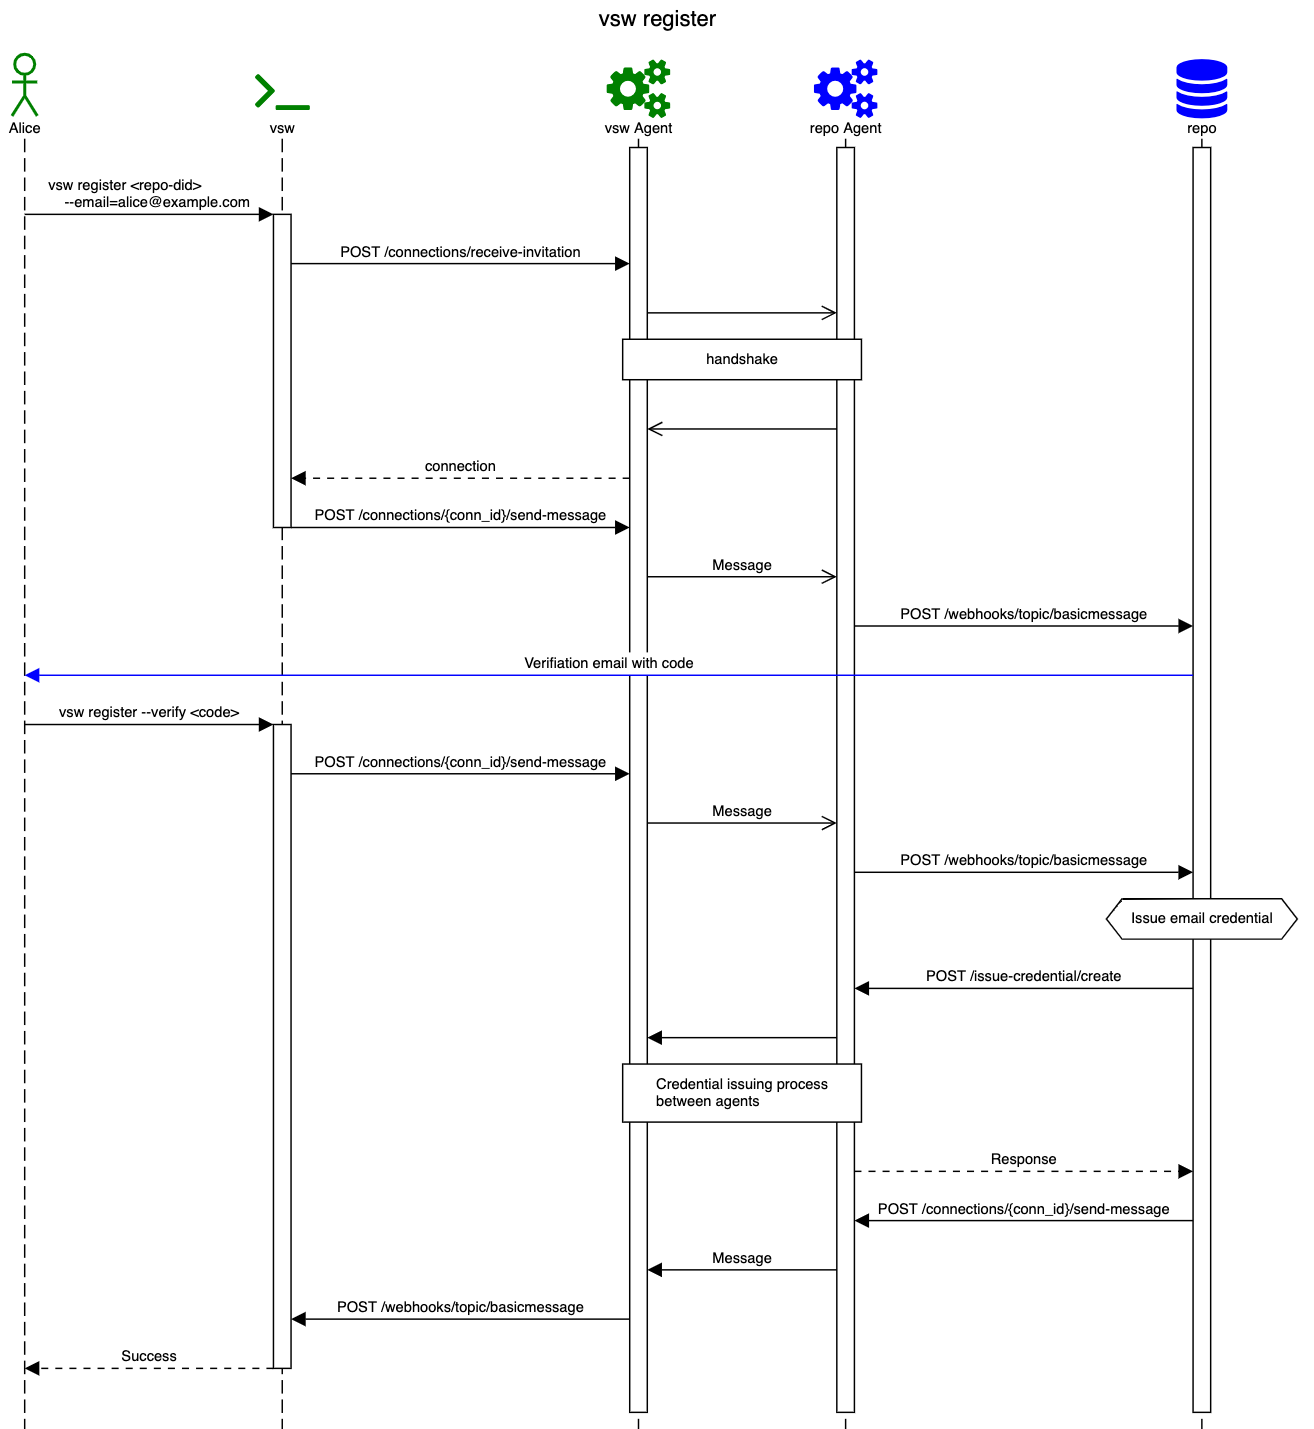 vsw register
Alice
vsw
vsw Agent
repo Agent
repo
vsw register <repo-did>
--email=alice@example.com
POST /connections/receive-invitation
handshake
connection
POST /connections/{conn_id}/send-message
Message
POST /webhooks/topic/basicmessage
Verifiation email with code
vsw register --verify <code>
POST /connections/{conn_id}/send-message
Message
POST /webhooks/topic/basicmessage
Issue email credential
POST /issue-credential/create
Credential issuing process
between agents
Response
POST /connections/{conn_id}/send-message
Message
POST /webhooks/topic/basicmessage
Success